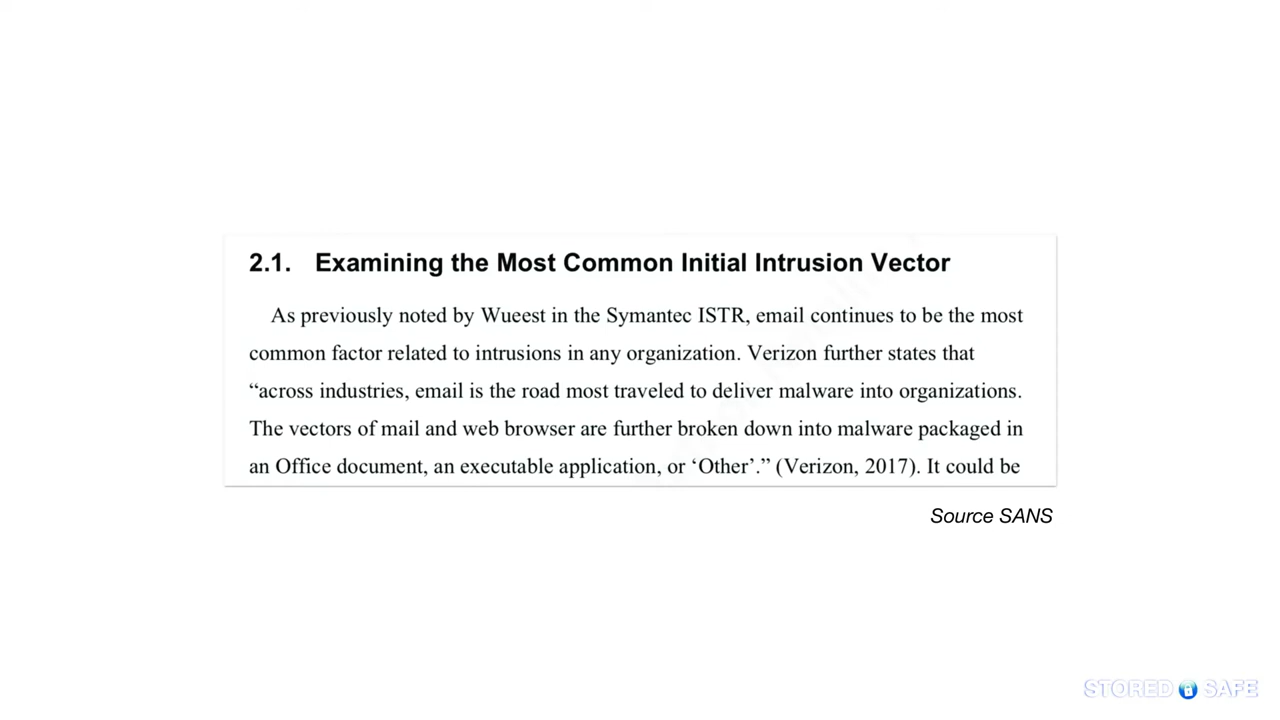 2.1. Examining the Most Common Initial Intrusion Vector
As previously noted by Wueest in the Symantec ISTR, email continues to be the most
common factor related to intrusions in any organization. Verizon further states that
“across industries, email is the road most traveled to deliver malware into organizations.
The vectors of mail and web browser are further broken down into malware packaged in
an Office document, an executable application, or ‘Other’.” (Verizon, 2017). It could be
Source SANS
STORED SAFE